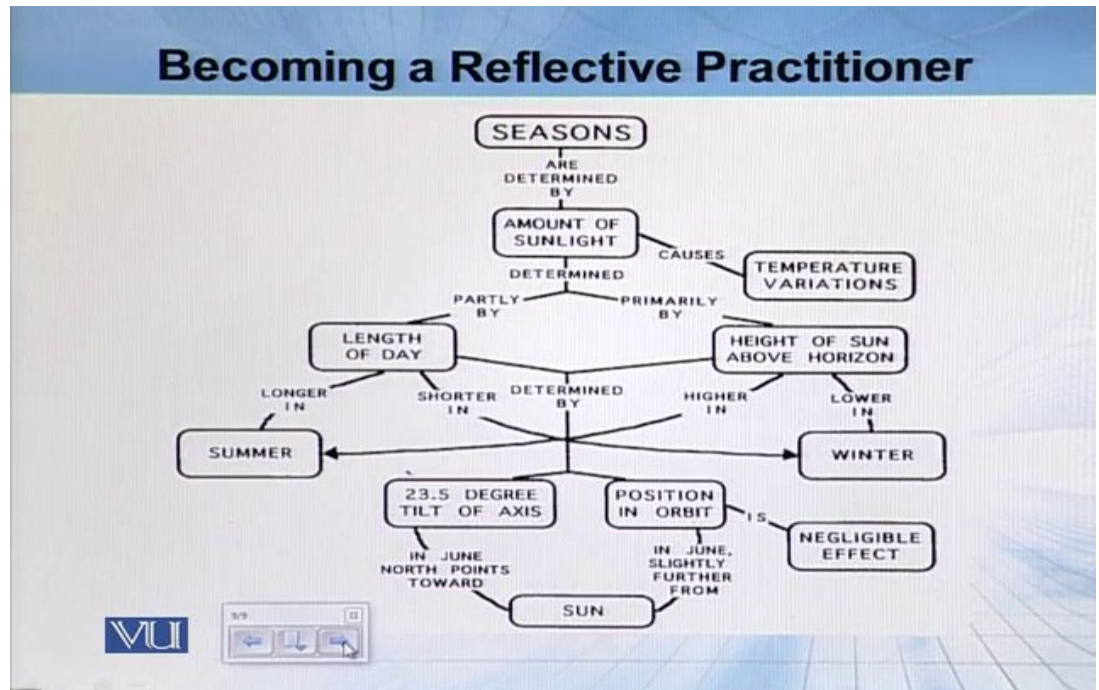 Becoming a Reflective Practitioner
SEASONS
ARE
DETERMINED
BY
AMOUNT OF
SUNLIGHT
CAUSES
TEMPERATURE
VARIATIONS
DETERMINED
PARTLY
BY
PRIMARILY
BY
LENGTH
OF DAY
HEIGHT OF SUN
ABOVE HORIZON
LONGER
IN
SHORTER
IN
DETERMINED
BY
HIGHER
IN
LOWER
IN
SUMMER
WINTER
23.5 DEGREE
TILT OF AXIS
POSITION
IN ORBIT
IS
NEGLIGIBLE
EFFECT
IN JUNE
NORTH POINTS
TOWARD
IN JUNE,
SLIGHTLY
FURTHER
FROM
SUN
VU
9/9